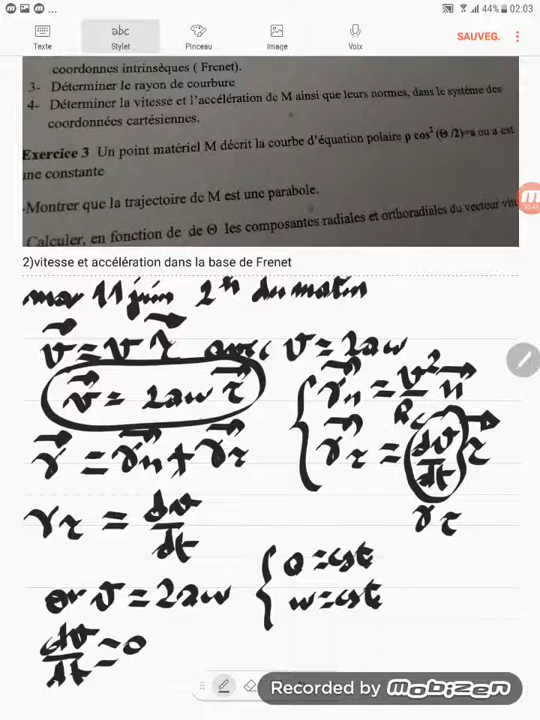 44% 02:03
Texte Stylet Pinceau Image Voix SAUVEG.
coordonnes intrinsèques ( Frenet).
3- Déterminer le rayon de courbure
4- Déterminer la vitesse et l'accélération de M ainsi que leurs normes, dans le système des
coordonnées cartésiennes.
Exercice 3 Un point matériel M décrit la courbe d'équation polaire ρ cos² (Θ /2)=a ou a est
une constante
-Montrer que la trajectoire de M est une parabole.
Calculer, en fonction de de Θ les composantes radiales et orthoradiales du vecteur vite
2)vitesse et accélération dans la base de Frenet
mar 11 juin 2h du matin
v⃗ = v τ⃗ avec v = 2aw
v⃗ = 2aw τ⃗
γ⃗n = v²/Rc n⃗
γ⃗τ = dv/dt τ⃗
γτ
γ⃗ = γ⃗n + γ⃗τ
γτ = dv/dt
or v = 2aw
a = cst
w = cst
dv/dt = 0
Recorded by mobizen